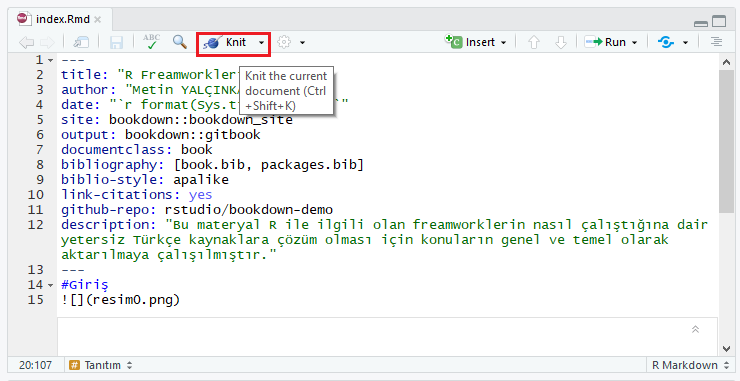 index.Rmd
ABC Knit Insert Run
1 ---
2 title: "R Freamworkler
3 author: "Metin YALÇINK
4 date: "`r format(Sys.t `"
5 site: bookdown::bookdown_site
6 output: bookdown::gitbook
7 documentclass: book
8 bibliography: [book.bib, packages.bib]
9 biblio-style: apalike
10 link-citations: yes
11 github-repo: rstudio/bookdown-demo
12 description: "Bu materyal R ile ilgili olan freamworklerin nasıl çalıştığına dair
yetersiz Türkçe kaynaklara çözüm olması için konuların genel ve temel olarak
aktarılmaya çalışılmıştır."
13 ---
14 #Giriş
15 ![](resim0.png)
Knit the current
document (Ctrl
+Shift+K)
20:107 # Tanıtım R Markdown